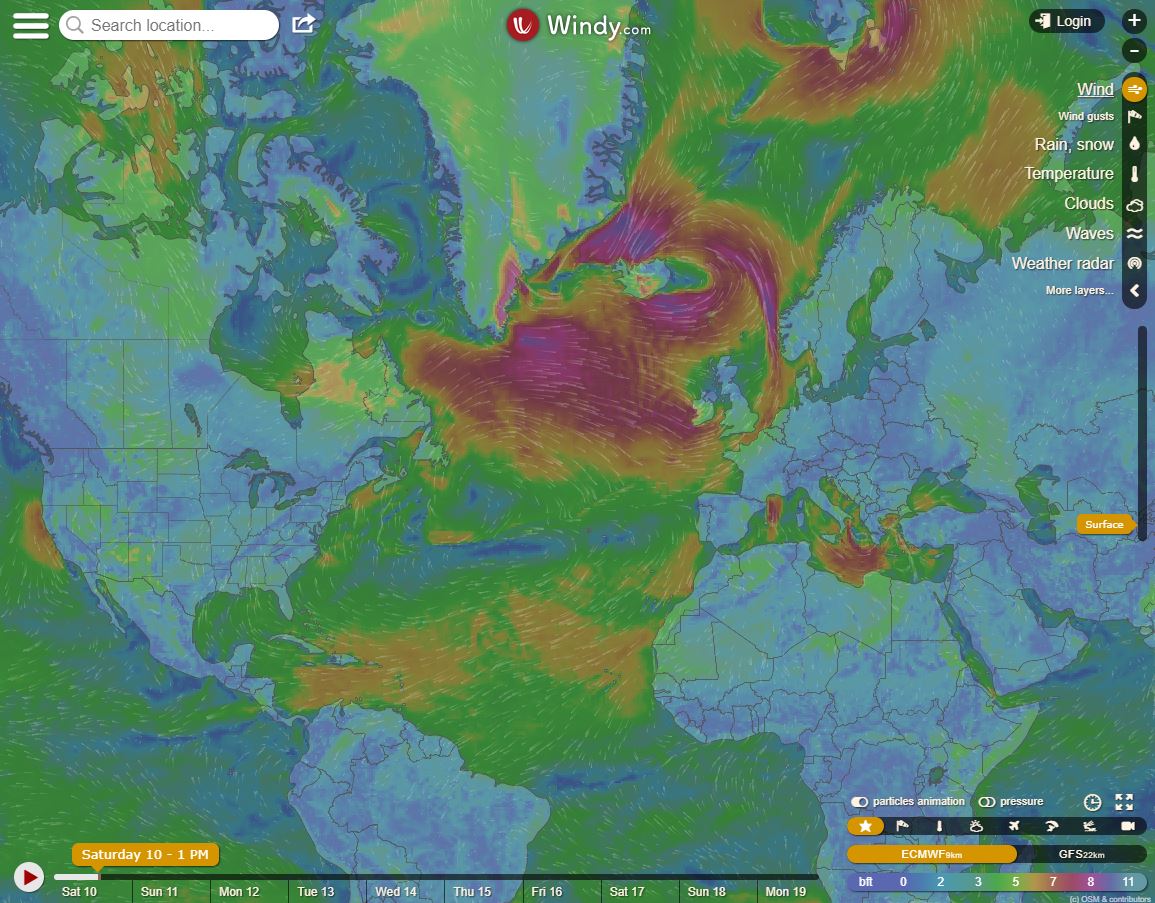 Search location...
Windy.com
Login
+
−
Wind
Wind gusts
Rain, snow
Temperature
Clouds
Waves
Weather radar
More layers...
Surface
particles animation pressure
Saturday 10 - 1 PM
ECMWF9km GFS22km
Sat 10 Sun 11 Mon 12 Tue 13 Wed 14 Thu 15 Fri 16 Sat 17 Sun 18 Mon 19
bft 0 2 3 5 7 8 11
(c) OSM & contributors